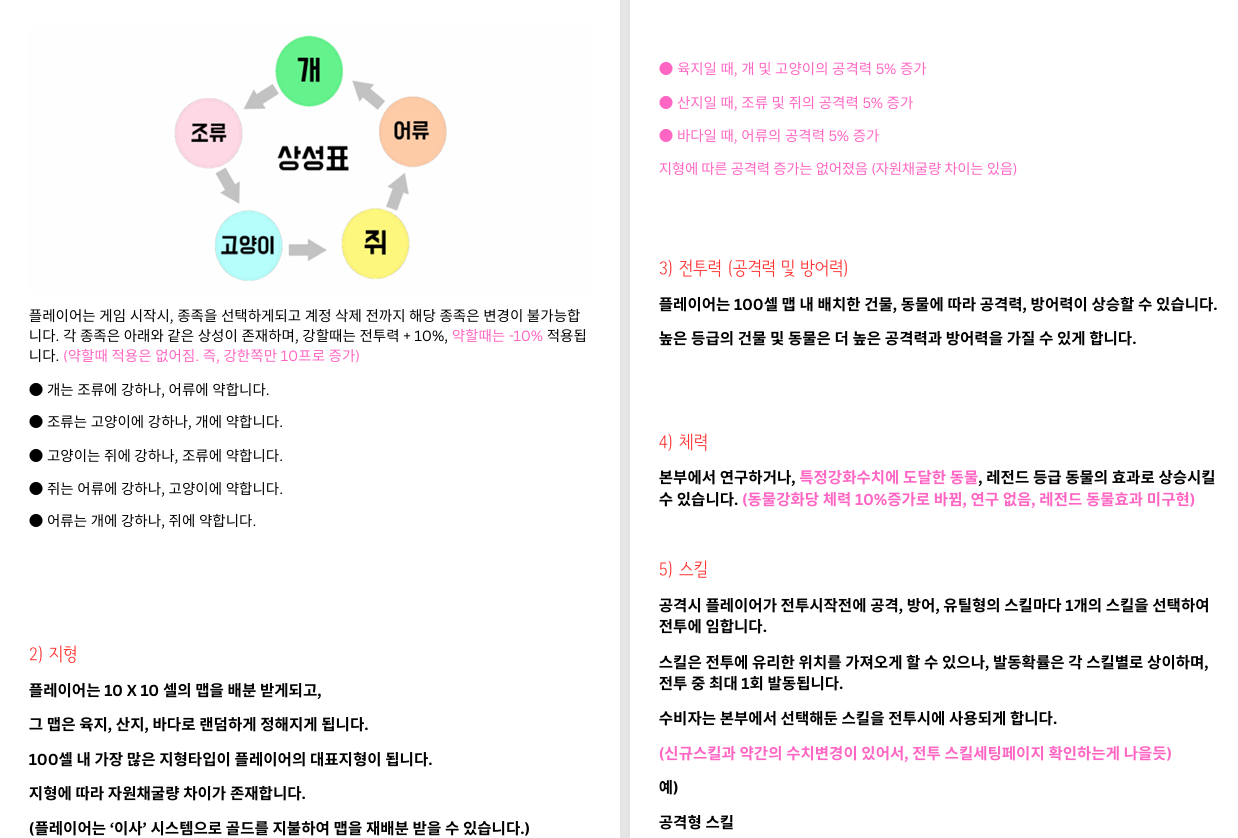 개
조류
어류
상성표
고양이
쥐
플레이어는 게임 시작시, 종족을 선택하게되고 계정 삭제 전까지 해당 종족은 변경이 불가능합
니다. 각 종족은 아래와 같은 상성이 존재하며, 강할때는 전투력 + 10%, 약할때는 -10% 적용됩
니다. (약할때 적용은 없어짐. 즉, 강한쪽만 10프로 증가)
● 개는 조류에 강하나, 어류에 약합니다.
● 조류는 고양이에 강하나, 개에 약합니다.
● 고양이는 쥐에 강하나, 조류에 약합니다.
● 쥐는 어류에 강하나, 고양이에 약합니다.
● 어류는 개에 강하나, 쥐에 약합니다.
2) 지형
플레이어는 10 X 10 셀의 맵을 배분 받게되고,
그 맵은 육지, 산지, 바다로 랜덤하게 정해지게 됩니다.
100셀 내 가장 많은 지형타입이 플레이어의 대표지형이 됩니다.
지형에 따라 자원채굴량 차이가 존재합니다.
(플레이어는 ‘이사’ 시스템으로 골드를 지불하여 맵을 재배분 받을 수 있습니다.)
● 육지일 때, 개 및 고양이의 공격력 5% 증가
● 산지일 때, 조류 및 쥐의 공격력 5% 증가
● 바다일 때, 어류의 공격력 5% 증가
지형에 따른 공격력 증가는 없어졌음 (자원채굴량 차이는 있음)
3) 전투력 (공격력 및 방어력)
플레이어는 100셀 맵 내 배치한 건물, 동물에 따라 공격력, 방어력이 상승할 수 있습니다.
높은 등급의 건물 및 동물은 더 높은 공격력과 방어력을 가질 수 있게 합니다.
4) 체력
본부에서 연구하거나, 특정강화수치에 도달한 동물, 레전드 등급 동물의 효과로 상승시킬
수 있습니다. (동물강화당 체력 10%증가로 바뀜, 연구 없음, 레전드 동물효과 미구현)
5) 스킬
공격시 플레이어가 전투시작전에 공격, 방어, 유틸형의 스킬마다 1개의 스킬을 선택하여
전투에 임합니다.
스킬은 전투에 유리한 위치를 가져오게 할 수 있으나, 발동확률은 각 스킬별로 상이하며,
전투 중 최대 1회 발동됩니다.
수비자는 본부에서 선택해둔 스킬을 전투시에 사용되게 합니다.
(신규스킬과 약간의 수치변경이 있어서, 전투 스킬세팅페이지 확인하는게 나을듯)
예)
공격형 스킬